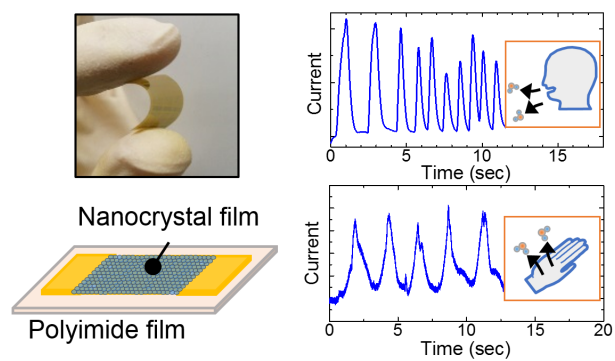 Nanocrystal film
Polyimide film
Current
0 5 10 15
Time (sec)
Current
0 5 10 15 20
Time (sec)